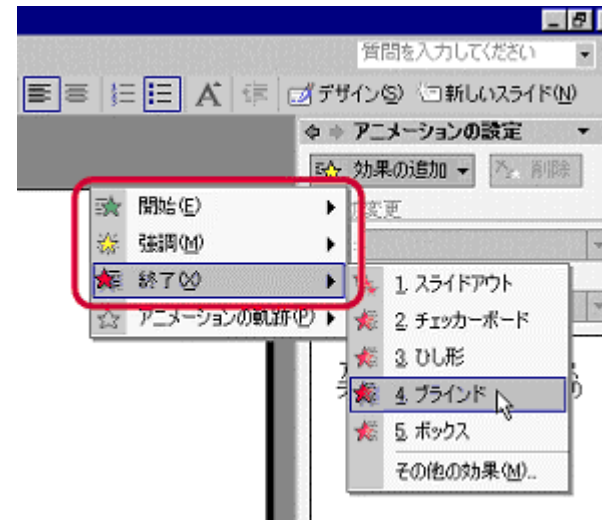 質問を入力してください
デザイン(S) 新しいスライド(N)
アニメーションの設定
効果の追加 削除
変更
開始(E)
強調(M)
終了(X)
アニメーションの軌跡(P)
1. スライドアウト
2. チェッカーボード
3. ひし形
4. ブラインド
5. ボックス
その他の効果(M)...